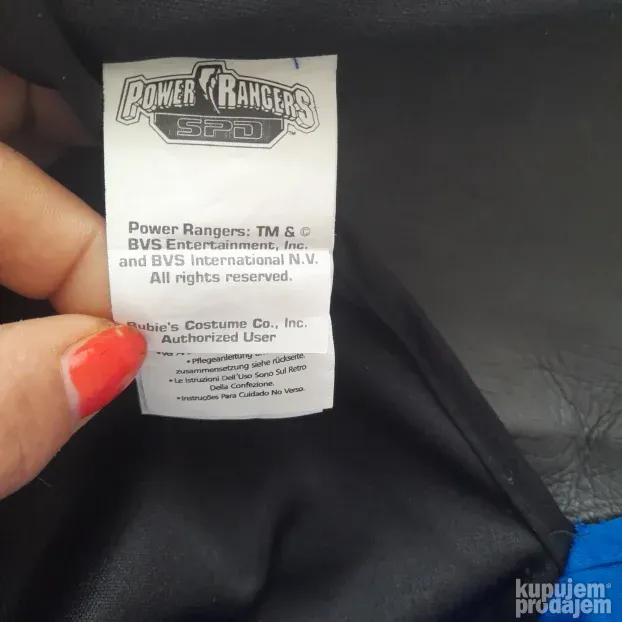 POWER RANGERS
SPD
TM
Power Rangers: TM & ©
BVS Entertainment, Inc.
and BVS International N.V.
All rights reserved.
Rubie's Costume Co., Inc.
Authorized User
•Pflegeanleitung
zusammensetzung siehe rückseite.
•Le Istruzioni Dell'Uso Sono Sul Retro
Della Confezione.
•Instruções Para Cuidado No Verso.
kupujem
prodajem